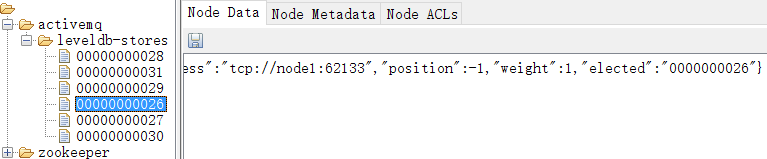 Node Data
Node Metadata
Node ACLs
activemq
leveldb-stores
00000000028
00000000031
00000000029
00000000026
00000000027
00000000030
zookeeper
ess":"tcp://node1:62133","position":-1,"weight":1,"elected":"0000000026"}